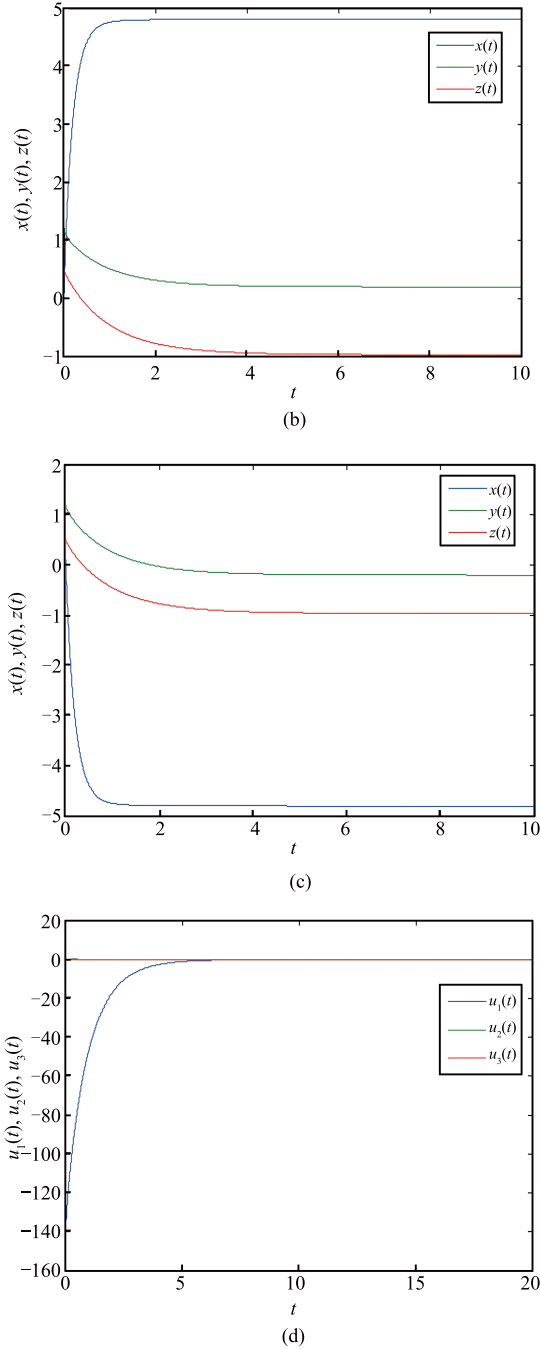 5
4
3
2
1
0
−1
x(t), y(t), z(t)
x(t)
y(t)
z(t)
0 2 4 6 8 10
t
(b)
2
1
0
−1
−2
−3
−4
−5
x(t), y(t), z(t)
x(t)
y(t)
z(t)
0 2 4 6 8 10
t
(c)
20
0
−20
−40
−60
−80
−100
−120
−140
−160
u₁(t), u₂(t), u₃(t)
u₁(t)
u₂(t)
u₃(t)
0 5 10 15 20
t
(d)